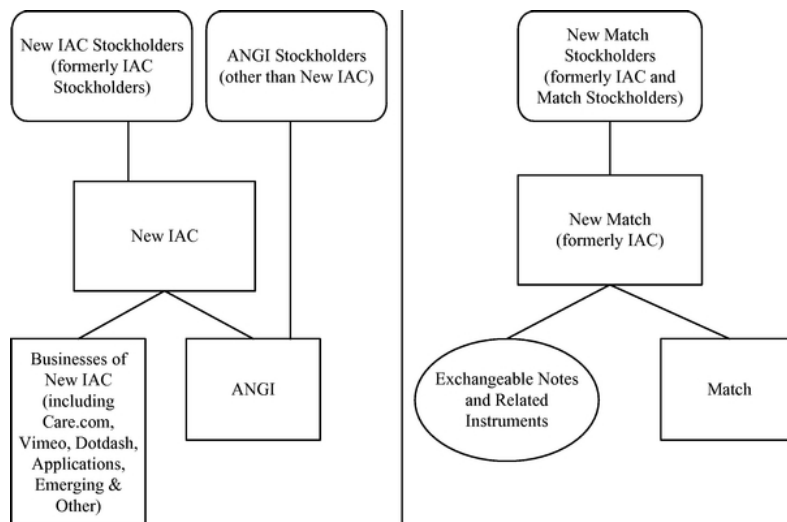 New IAC Stockholders
(formerly IAC
Stockholders)
ANGI Stockholders
(other than New IAC)
New IAC
Businesses of
New IAC
(including
Care.com,
Vimeo, Dotdash,
Applications,
Emerging &
Other)
ANGI
New Match
Stockholders
(formerly IAC and
Match Stockholders)
New Match
(formerly IAC)
Exchangeable Notes
and Related
Instruments
Match